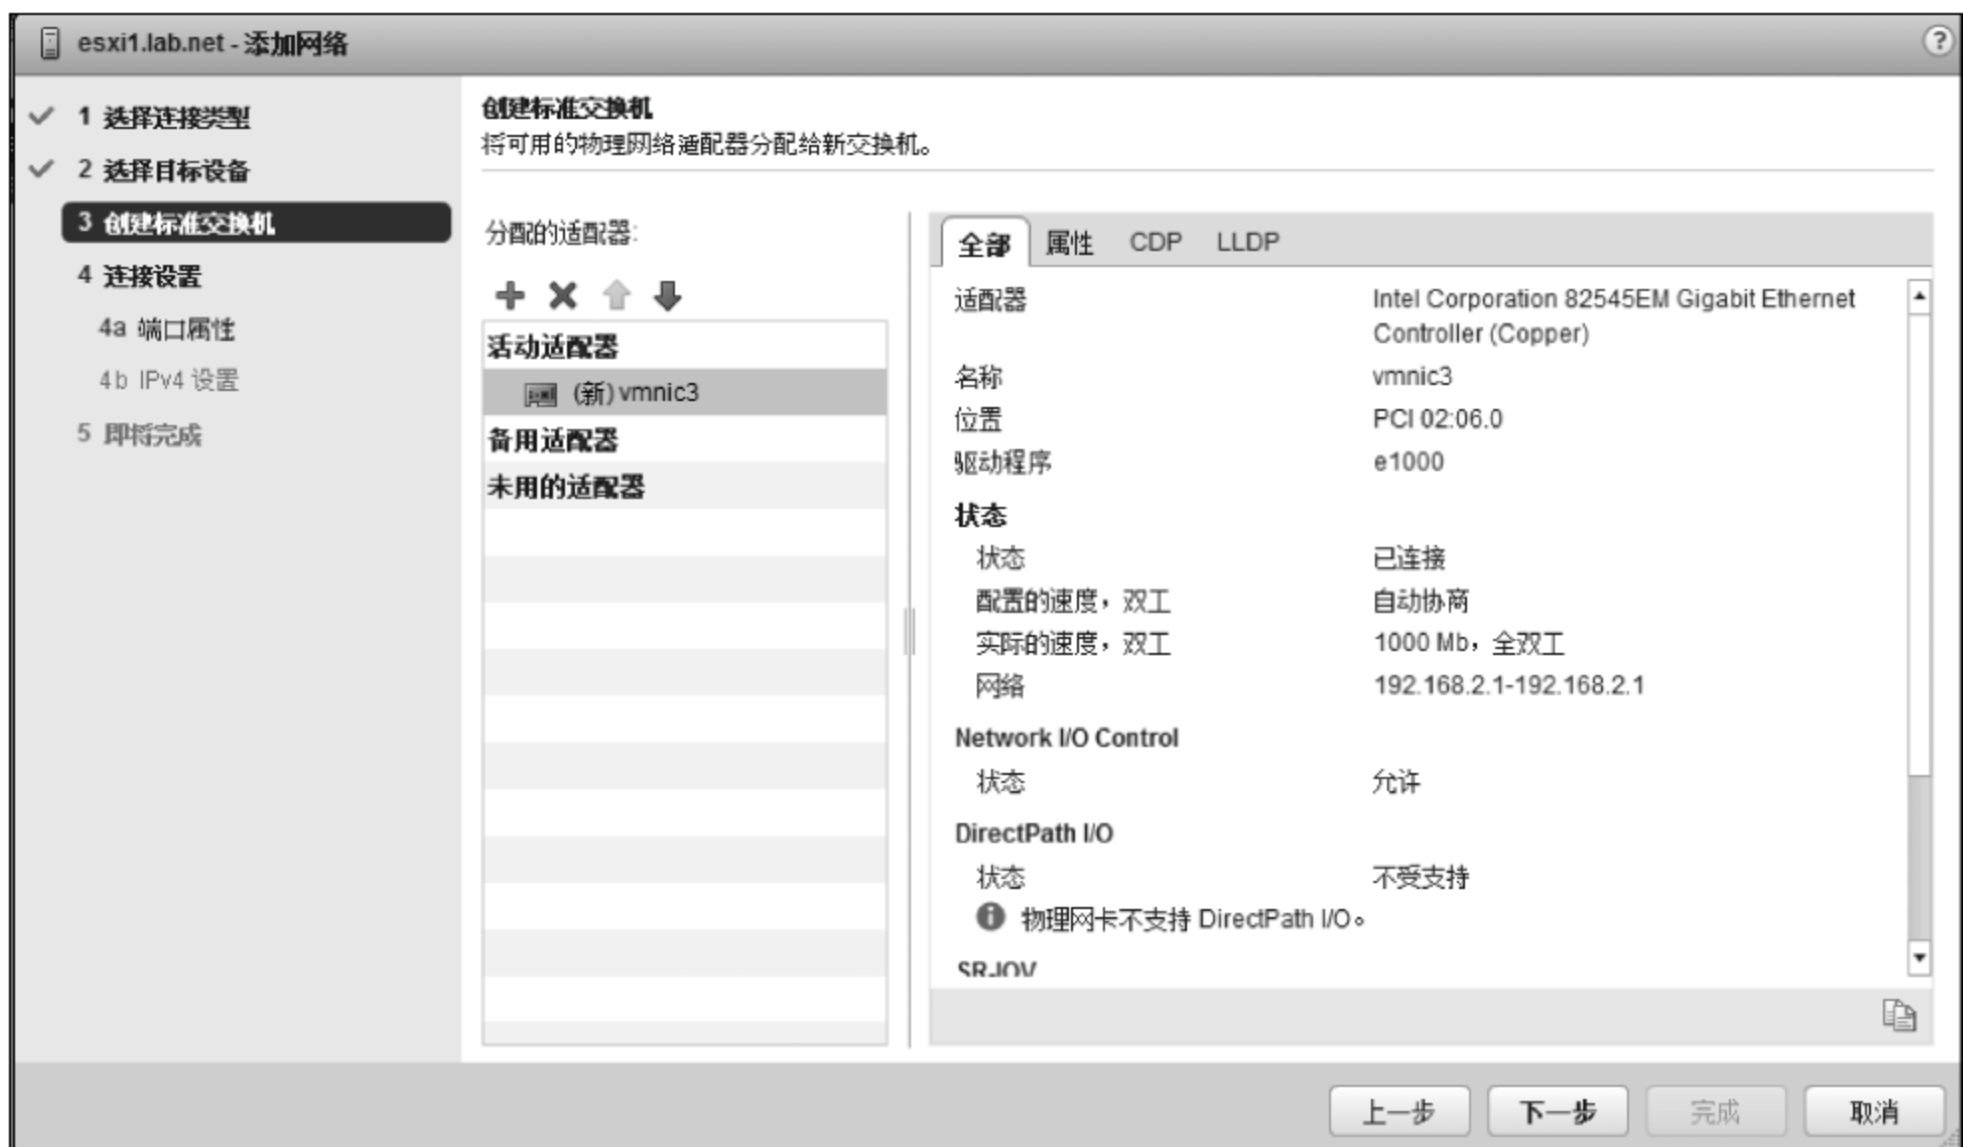 esxi1.lab.net - 添加网络
1 选择连接类型
2 选择目标设备
3 创建标准交换机
4 连接设置
4a 端口属性
4b IPv4 设置
5 即将完成
创建标准交换机
将可用的物理网络适配器分配给新交换机。
分配的适配器:
活动适配器
(新) vmnic3
备用适配器
未用的适配器
全部 属性 CDP LLDP
适配器 Intel Corporation 82545EM Gigabit Ethernet
Controller (Copper)
名称 vmnic3
位置 PCI 02:06.0
驱动程序 e1000
状态
状态 已连接
配置的速度，双工 自动协商
实际的速度，双工 1000 Mb，全双工
网络 192.168.2.1-192.168.2.1
Network I/O Control
状态 允许
DirectPath I/O
状态 不受支持
物理网卡不支持 DirectPath I/O。
SR-IOV
上一步 下一步 完成 取消